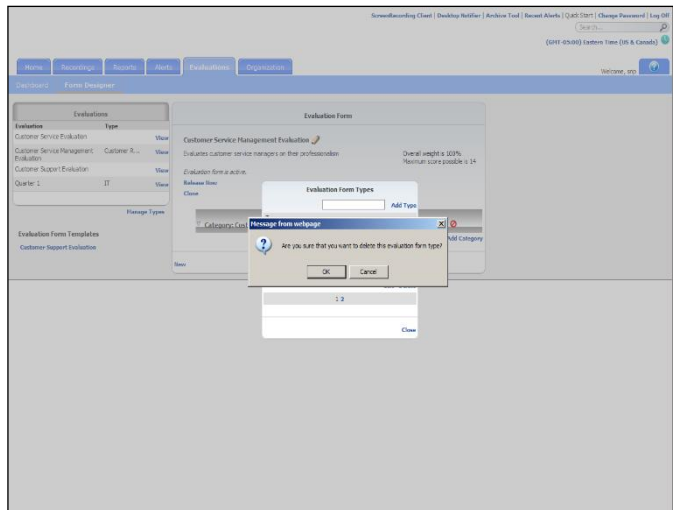 ScreenRecording Client | Desktop Notifier | Archive Tool | Recent Alerts | Quick Start | Change Password | Log Off
Search...
(GMT-05:00) Eastern Time (US & Canada)
Home Recordings Reports Alerts Evaluations Organization
Welcome, snp
Dashboard Form Designer
Evaluations
Evaluation Type
Customer Service Evaluation View
Customer Service Management Evaluation Customer R... View
Customer Support Evaluation View
Quarter 1 IT View
Manage Types
Evaluation Form Templates
Customer Support Evaluation
Evaluation Form
Customer Service Management Evaluation
Evaluates customer service managers on their professionalism
Overall weight is 100%
Maximum score possible is 14
Evaluation form is active.
Release Now
Close
Category: Cus
Add Category
New
Evaluation Form Types
Add Type
Message from webpage
Are you sure that you want to delete this evaluation form type?
OK Cancel
1 2
Close